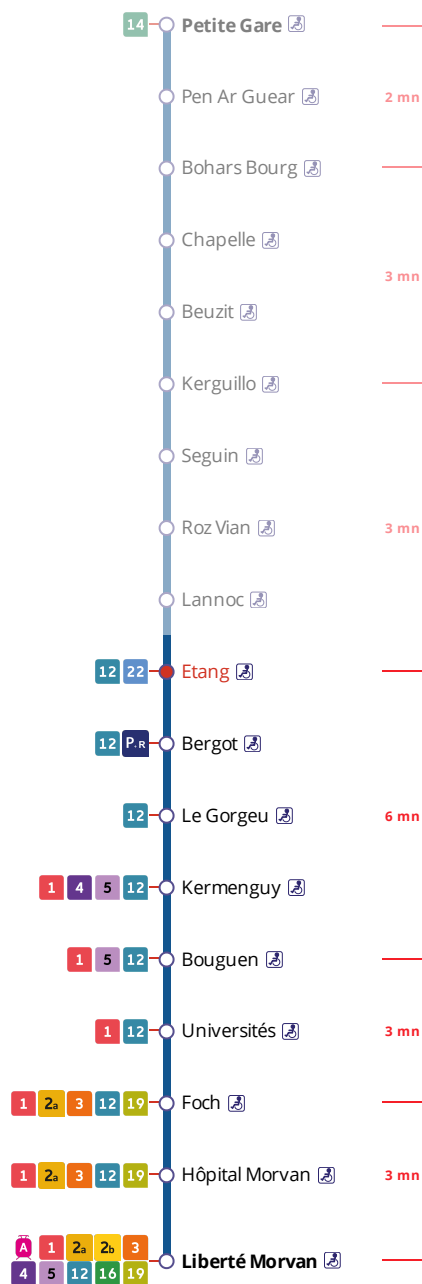 14 Petite Gare
Pen Ar Guear 2 mn
Bohars Bourg
Chapelle
3 mn
Beuzit
Kerguillo
Seguin
Roz Vian 3 mn
Lannoc
12 22 Etang
12 P+R Bergot
12 Le Gorgeu 6 mn
1 4 5 12 Kermenguy
1 5 12 Bouguen
1 12 Universités 3 mn
1 2a 3 12 19 Foch
1 2a 3 12 19 Hôpital Morvan 3 mn
A 1 2a 2b 3
4 5 12 16 19 Liberté Morvan